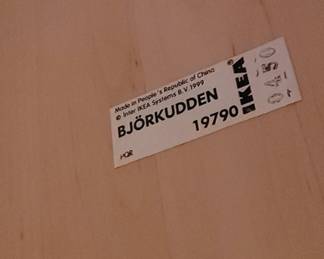 Made in People's Republic of China
© Inter IKEA Systems B.V. 1999
BJÖRKUDDEN
19790
IKEA
0450